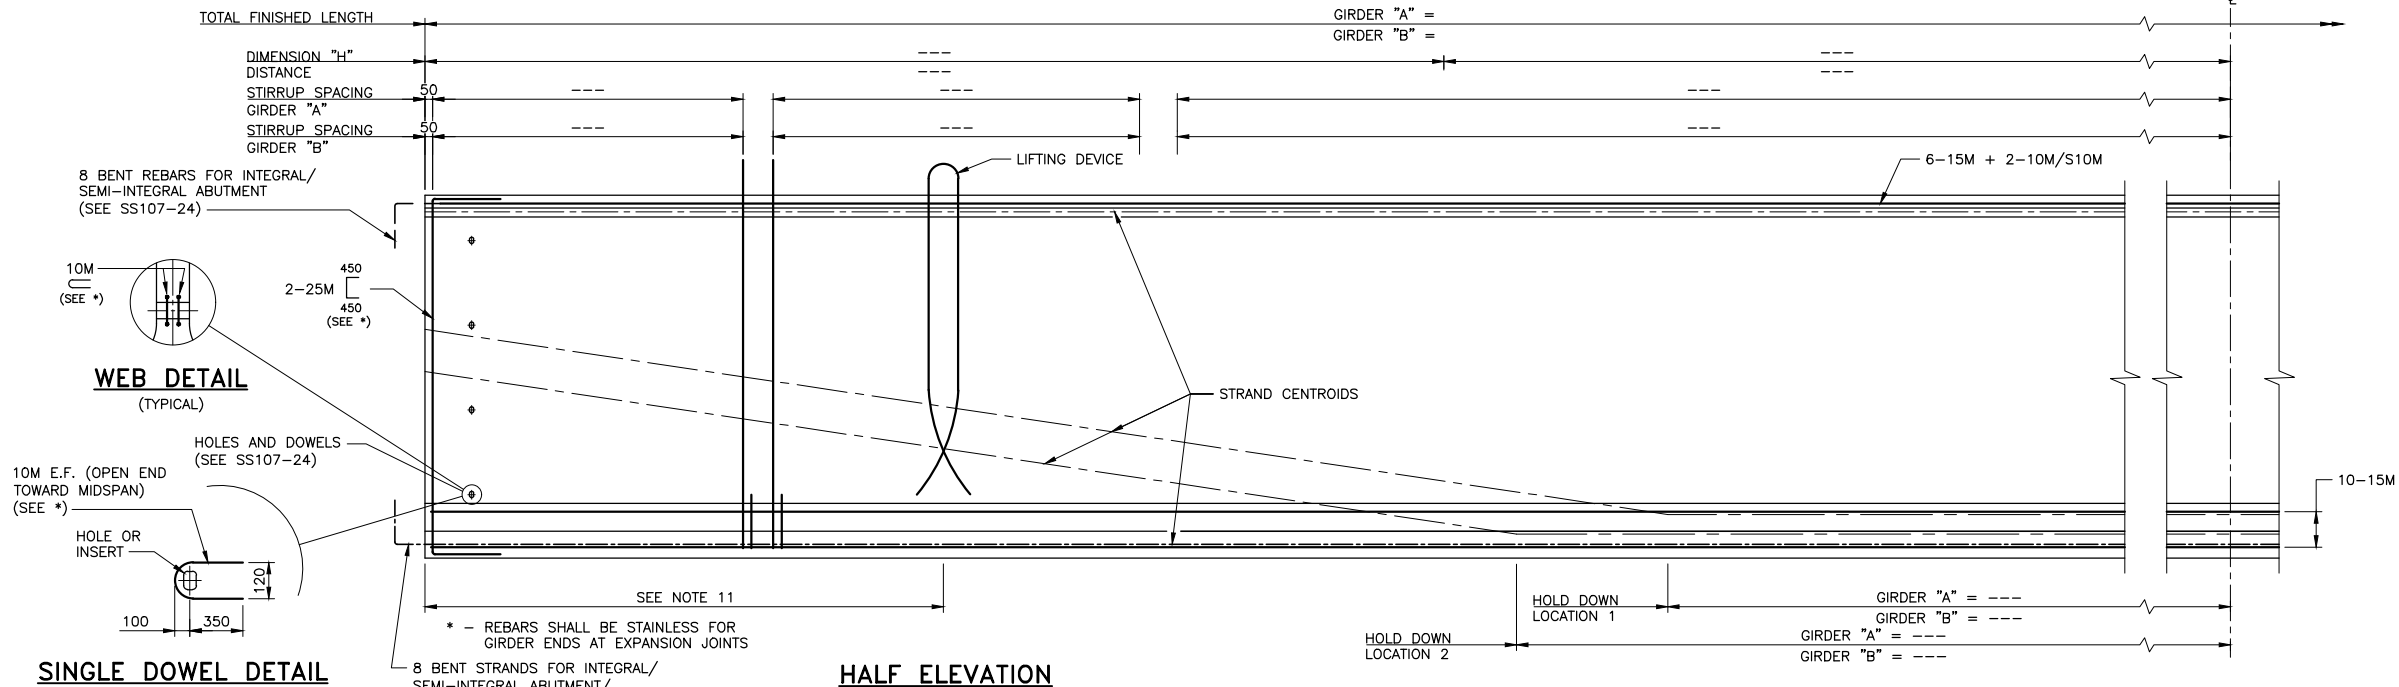 TOTAL FINISHED LENGTH
GIRDER "A" =
GIRDER "B" =
DIMENSION "H"
DISTANCE
---
---
---
---
STIRRUP SPACING
GIRDER "A"
50
---
---
---
STIRRUP SPACING
GIRDER "B"
50
---
---
---
8 BENT REBARS FOR INTEGRAL/
SEMI-INTEGRAL ABUTMENT
(SEE SS107-24)
LIFTING DEVICE
6-15M + 2-10M/S10M
10M
(SEE *)
WEB DETAIL
(TYPICAL)
2-25M
450
450
(SEE *)
STRAND CENTROIDS
HOLES AND DOWELS
(SEE SS107-24)
10M E.F. (OPEN END
TOWARD MIDSPAN)
(SEE *)
HOLE OR
INSERT
120
100
350
SINGLE DOWEL DETAIL
10-15M
SEE NOTE 11
* - REBARS SHALL BE STAINLESS FOR
GIRDER ENDS AT EXPANSION JOINTS
8 BENT STRANDS FOR INTEGRAL/
SEMI-INTEGRAL ABUTMENT/
HALF ELEVATION
HOLD DOWN
LOCATION 1
GIRDER "A" = ---
GIRDER "B" = ---
HOLD DOWN
LOCATION 2
GIRDER "A" = ---
GIRDER "B" = ---